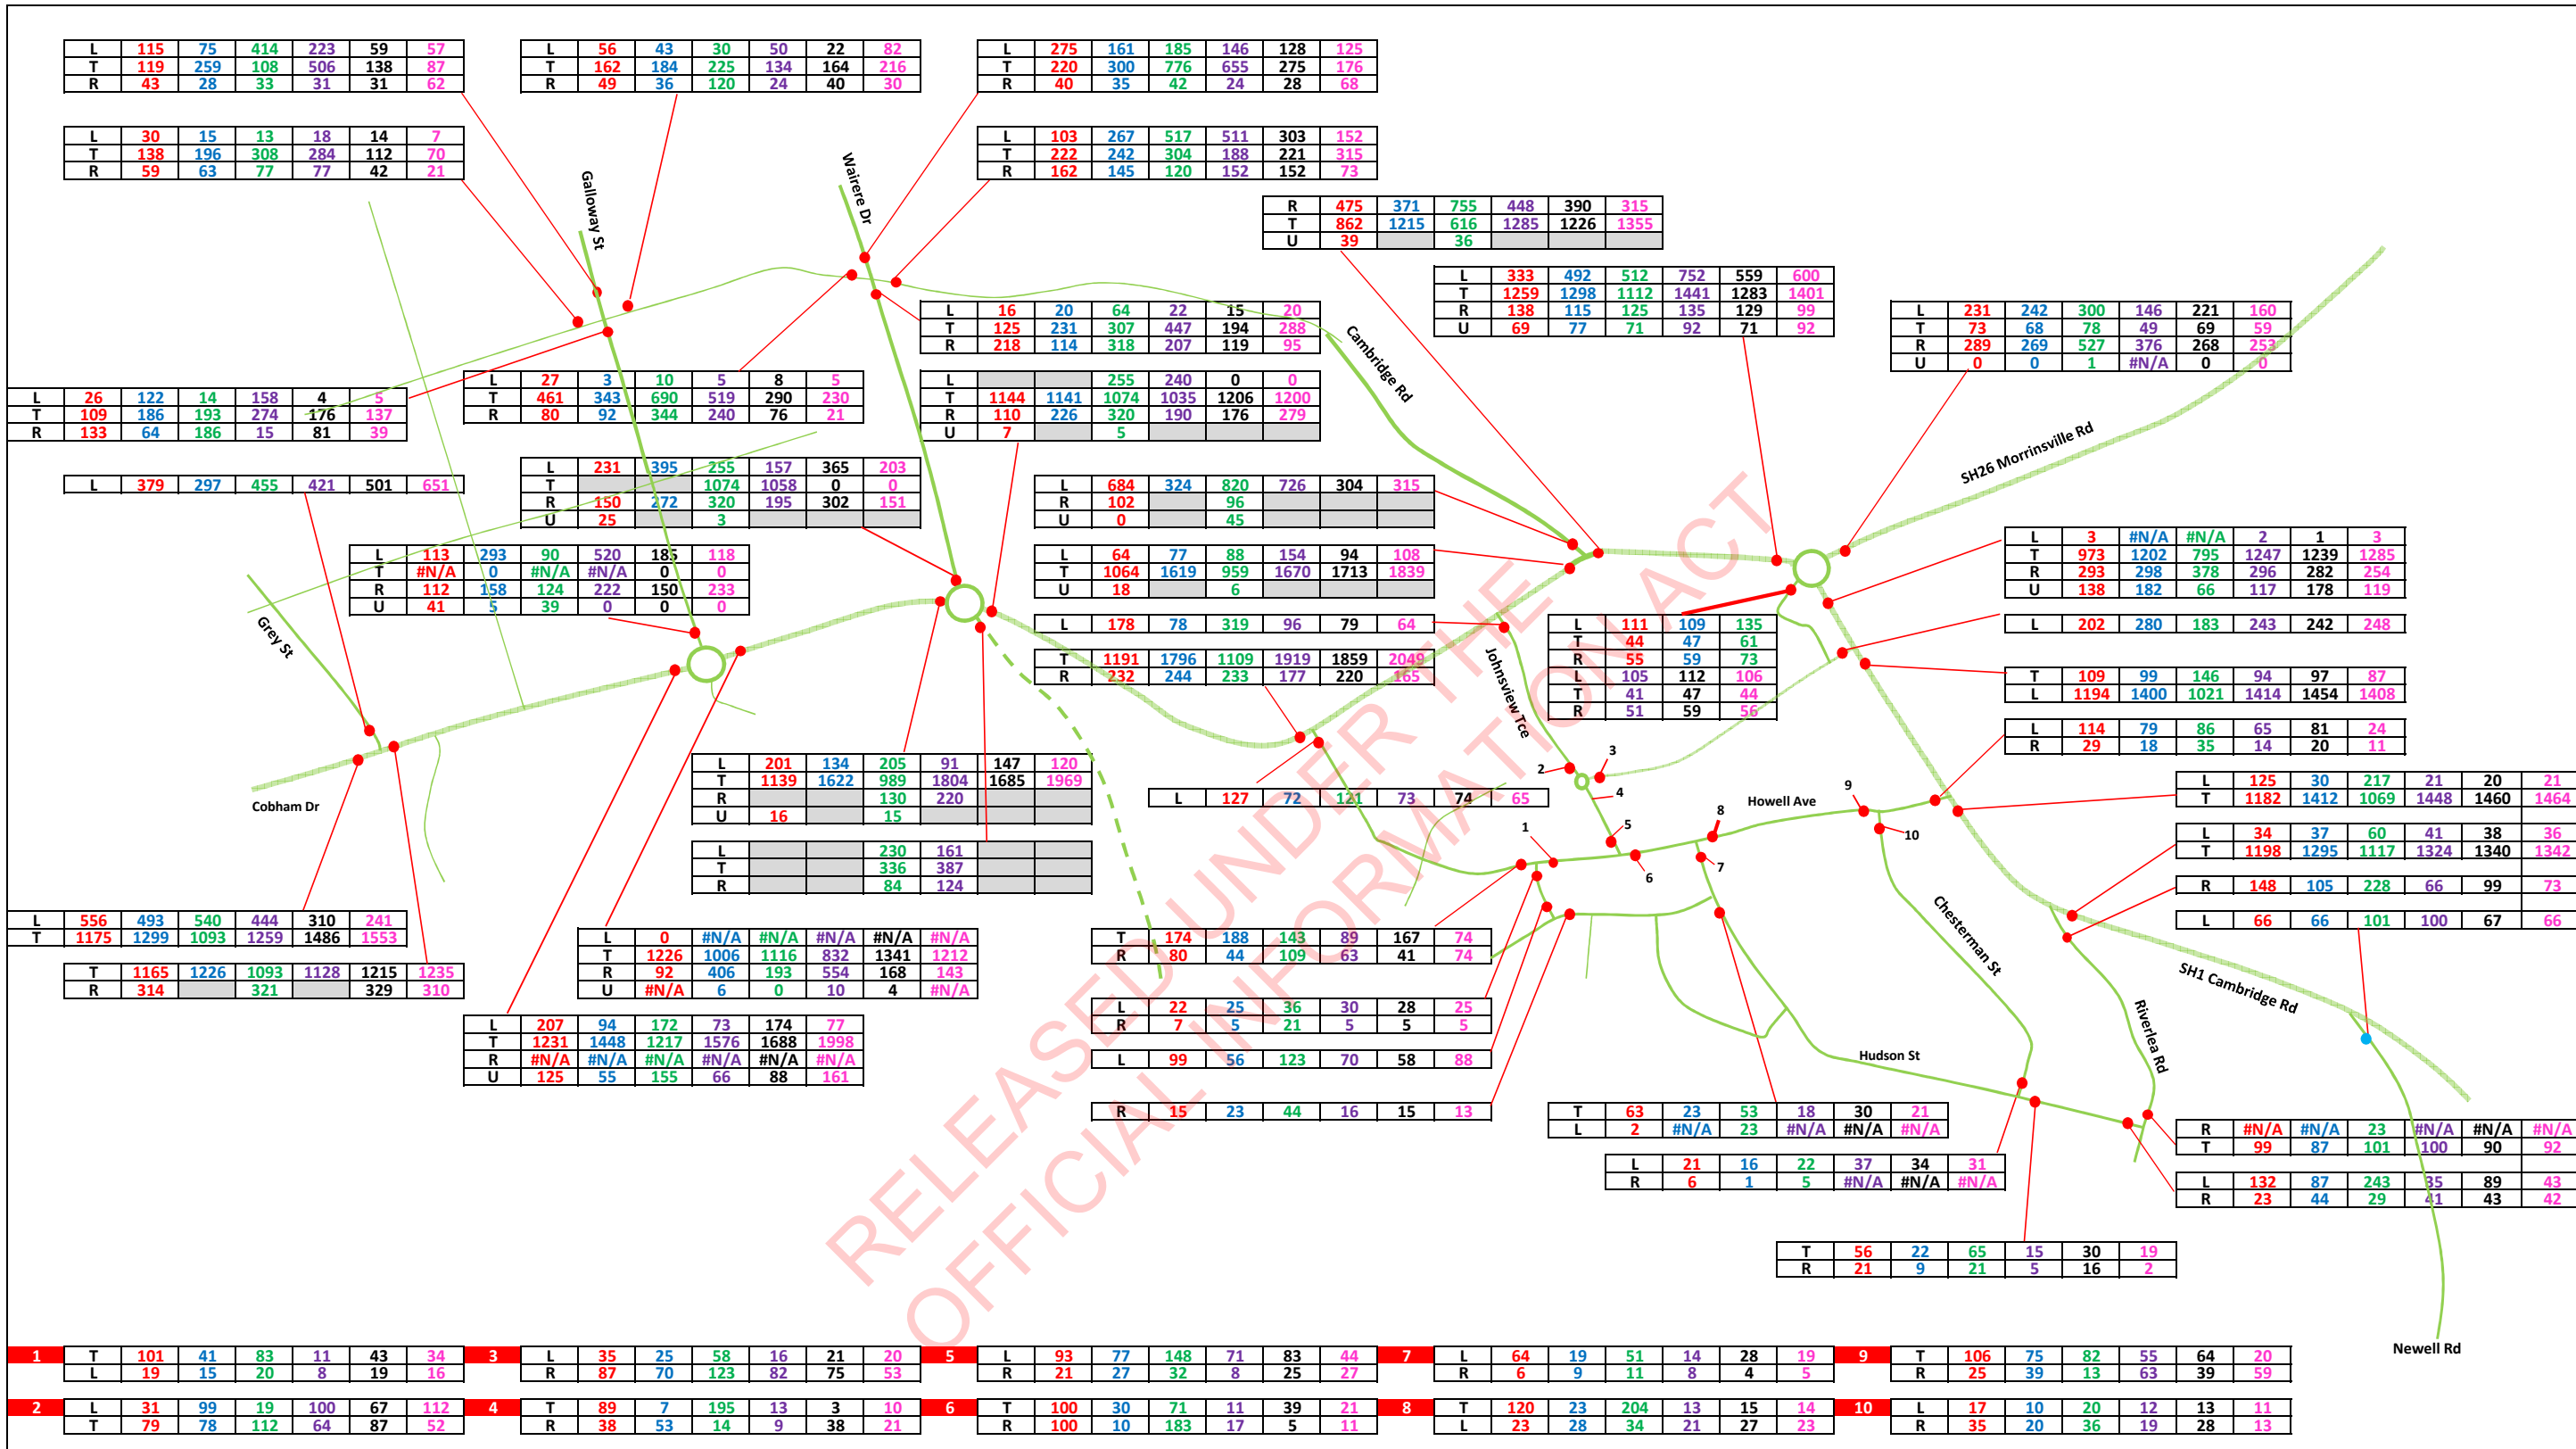 L 115 75 414 223 59 57
T 119 259 108 506 138 87
R 43 28 33 31 31 62
L 56 43 30 50 22 82
T 162 184 225 134 164 216
R 49 36 120 24 40 30
L 275 161 185 146 128 125
T 220 300 776 655 275 176
R 40 35 42 24 28 68
L 30 15 13 18 14 7
T 138 196 308 284 112 70
R 59 63 77 77 42 21
L 103 267 517 511 303 152
T 222 242 304 188 221 315
R 162 145 120 152 152 73
Galloway St
Wairere Dr
R 475 371 755 448 390 315
T 862 1215 616 1285 1226 1355
U 39 36
L 333 492 512 752 559 600
T 1259 1298 1112 1441 1283 1401
R 138 115 125 135 129 99
U 69 77 71 92 71 92
L 231 242 300 146 221 160
T 73 68 78 49 69 59
R 289 269 527 376 268 253
U 0 0 1 #N/A 0 0
L 16 20 64 22 15 20
T 125 231 307 447 194 288
R 218 114 318 207 119 95
Cambridge Rd
L 26 122 14 158 4 5
T 109 186 193 274 176 137
R 133 64 186 15 81 39
L 27 3 10 5 8 5
T 461 343 690 519 290 230
R 80 92 344 240 76 21
L 255 240 0 0
T 1144 1141 1074 1035 1206 1200
R 110 226 320 190 176 279
U 7 5
SH26 Morrinsville Rd
L 379 297 455 421 501 651
L 231 395 255 157 365 203
T 1074 1058 0 0
R 150 272 320 195 302 151
U 25 3
L 684 324 820 726 304 315
R 102 96
U 0 45
L 113 293 90 520 185 118
T #N/A 0 #N/A #N/A 0 0
R 112 158 124 222 150 233
U 41 5 39 0 0 0
L 64 77 88 154 94 108
T 1064 1619 959 1670 1713 1839
U 18 6
L 3 #N/A #N/A 2 1 3
T 973 1202 795 1247 1239 1285
R 293 298 378 296 282 254
U 138 182 66 117 178 119
Grey St
L 178 78 319 96 79 64
L 111 109 135
T 44 47 61
R 55 59 73
L 105 112 106
T 41 47 44
R 51 59 56
L 202 280 183 243 242 248
T 1191 1796 1109 1919 1859 2049
R 232 244 233 177 220 165
Johnsview Tce
T 109 99 146 94 97 87
L 1194 1400 1021 1414 1454 1408
L 114 79 86 65 81 24
R 29 18 35 14 20 11
L 201 134 205 91 147 120
T 1139 1622 989 1804 1685 1969
R 130 220
U 16 15
2
3
4
L 127 72 121 73 74 65
Howell Ave
9
L 125 30 217 21 20 21
T 1182 1412 1069 1448 1460 1464
Cobham Dr
8
1
5
10
L 230 161
T 336 387
R 84 124
6
7
L 34 37 60 41 38 36
T 1198 1295 1117 1324 1340 1342
R 148 105 228 66 99 73
L 66 66 101 100 67 66
L 556 493 540 444 310 241
T 1175 1299 1093 1259 1486 1553
T 1165 1226 1093 1128 1215 1235
R 314 321 329 310
L 0 #N/A #N/A #N/A #N/A #N/A
T 1226 1006 1116 832 1341 1212
R 92 406 193 554 168 143
U #N/A 6 0 10 4 #N/A
T 174 188 143 89 167 74
R 80 44 109 63 41 74
Chesterman St
SH1 Cambridge Rd
L 207 94 172 73 174 77
T 1231 1448 1217 1576 1688 1998
R #N/A #N/A #N/A #N/A #N/A #N/A
U 125 55 155 66 88 161
L 22 25 36 30 28 25
R 7 5 21 5 5 5
L 99 56 123 70 58 88
R 15 23 44 16 15 13
Hudson St
Riverlea Rd
T 63 23 53 18 30 21
L 2 #N/A 23 #N/A #N/A #N/A
L 21 16 22 37 34 31
R 6 1 5 #N/A #N/A #N/A
R #N/A #N/A 23 #N/A #N/A #N/A
T 99 87 101 100 90 92
L 132 87 243 35 89 43
R 23 44 29 41 43 42
T 56 22 65 15 30 19
R 21 9 21 5 16 2
Newell Rd
RELEASED UNDER THE
OFFICIAL INFORMATION ACT
1 T 101 41 83 11 43 34
L 19 15 20 8 19 16
3 L 35 25 58 16 21 20
R 87 70 123 82 75 53
5 L 93 77 148 71 83 44
R 21 27 32 8 25 27
7 L 64 19 51 14 28 19
R 6 9 11 8 4 5
9 T 106 75 82 55 64 20
R 25 39 13 63 39 59
2 L 31 99 19 100 67 112
T 79 78 112 64 87 52
4 T 89 7 195 13 3 10
R 38 53 14 9 38 21
6 T 100 30 71 11 39 21
R 100 10 183 17 5 11
8 T 120 23 204 13 15 14
L 23 28 34 21 27 23
10 L 17 10 20 12 13 11
R 35 20 36 19 28 13